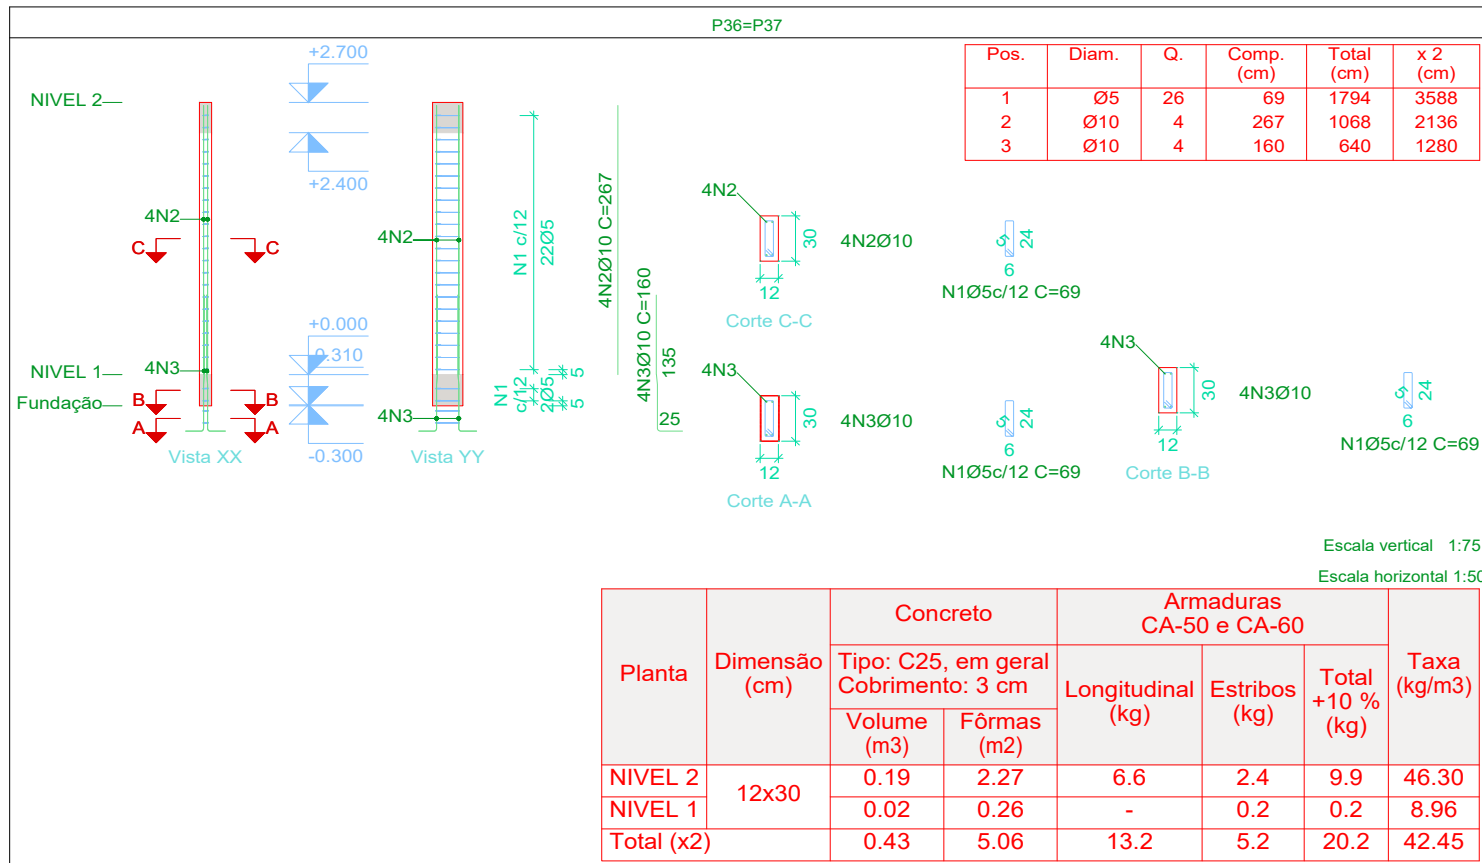 P36=P37
Pos. Diam. Q. Comp. (cm) Total (cm) x 2 (cm)
1 Ø5 26 69 1794 3588
2 Ø10 4 267 1068 2136
3 Ø10 4 160 640 1280
NIVEL 2
NIVEL 1
Fundação
4N2
4N3
C C
B B
A A
Vista XX
+2.700
+2.400
+0.000
0.310
-0.300
4N2
4N3
Vista YY
N1 c/12
22Ø5
N1
c/12
2Ø5
5
5
4N2Ø10 C=267
4N3Ø10 C=160
135
25
4N2
30
12
4N2Ø10
Corte C-C
5
24
6
N1Ø5c/12 C=69
4N3
30
12
4N3Ø10
Corte A-A
5
24
6
N1Ø5c/12 C=69
4N3
30
12
4N3Ø10
Corte B-B
5
24
6
N1Ø5c/12 C=69
Escala vertical 1:75
Escala horizontal 1:50
Planta
Dimensão
(cm)
Concreto
Tipo: C25, em geral
Cobrimento: 3 cm
Volume
(m3)
Fôrmas
(m2)
Armaduras
CA-50 e CA-60
Longitudinal
(kg)
Estribos
(kg)
Total
+10 %
(kg)
Taxa
(kg/m3)
NIVEL 2 12x30 0.19 2.27 6.6 2.4 9.9 46.30
NIVEL 1 0.02 0.26 - 0.2 0.2 8.96
Total (x2) 0.43 5.06 13.2 5.2 20.2 42.45